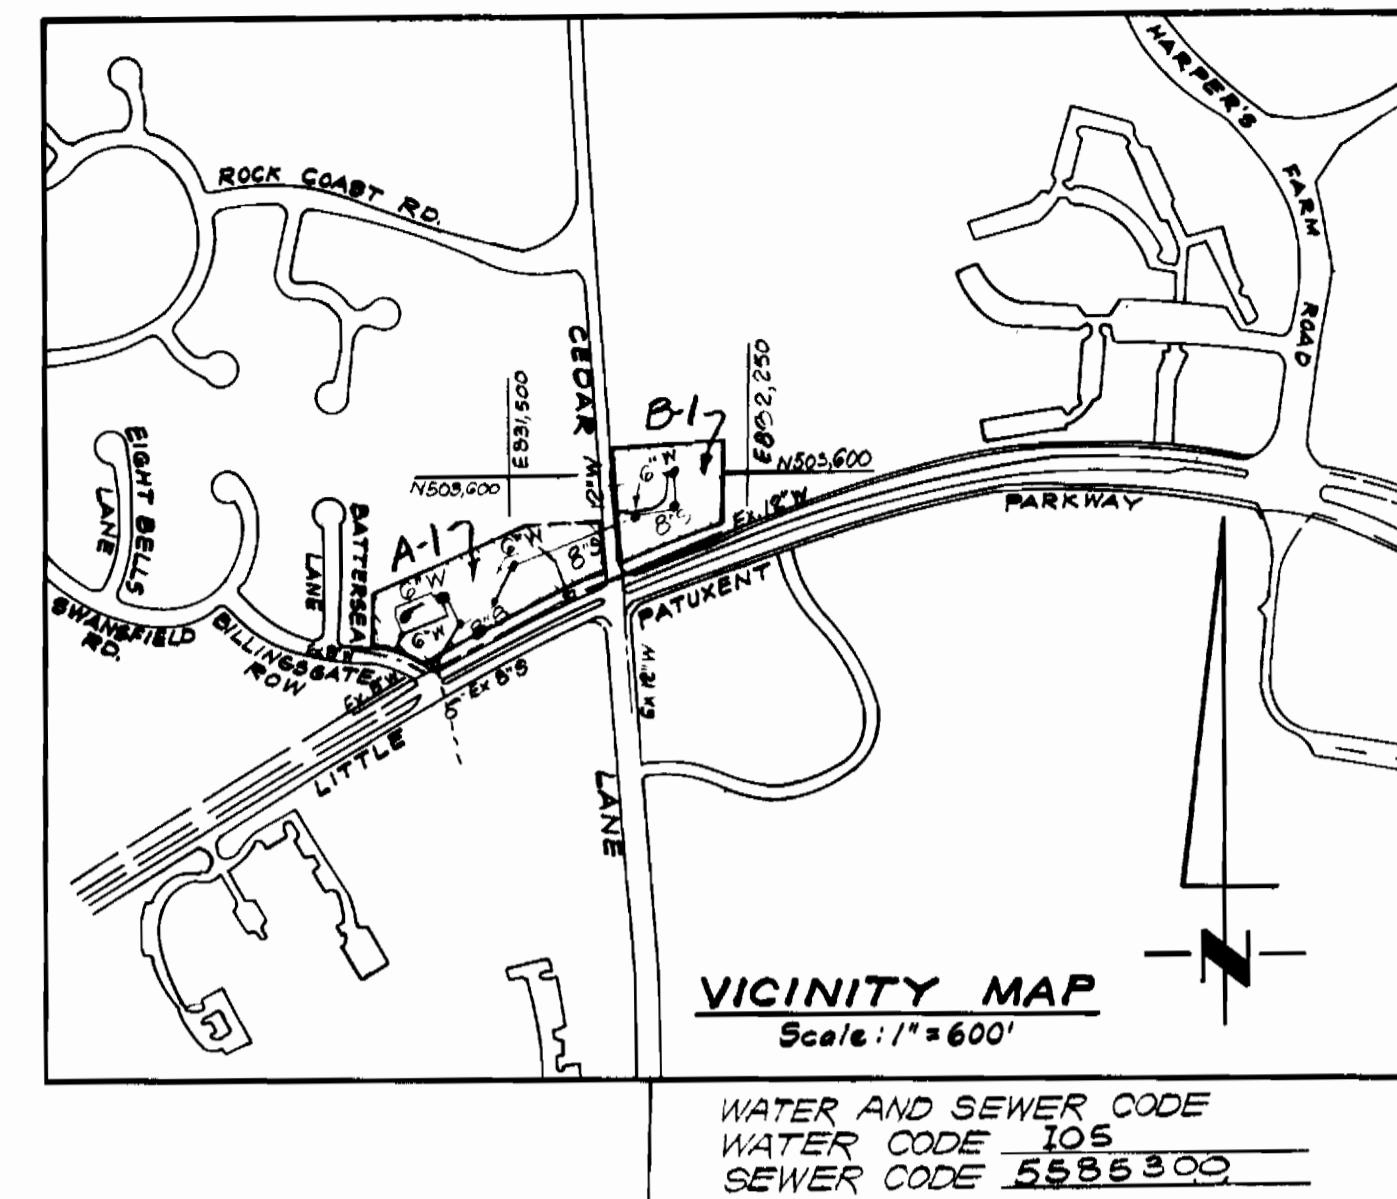 HARPER'S
FARM
ROAD
ROCK COAST RD.
CEDAR
E831,500
B-1
E832,250
N503,600
N503,600
6"W
8"S
Ex. 12" W
PARKWAY
EIGHT BELLS
LANE
BATTERSEA
LANE
A-1
6"W
8"S
6"W
6"W
8"S
PATUXENT
SWANSFIELD
RD.
BILLINGSGATE
ROW
Ex 8"S
Ex 12" W
LITTLE
LANE
VICINITY MAP
Scale: 1" = 600'
N
WATER AND SEWER CODE
WATER CODE IO5
SEWER CODE 5585300